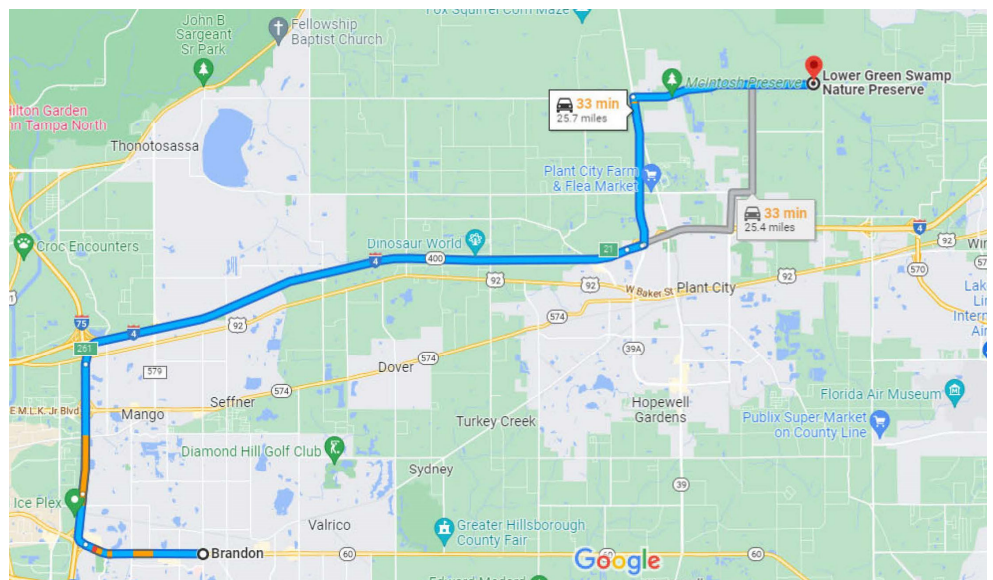 Fox Squirrel Corn Maze
John B
Sargeant
Sr Park
Fellowship
Baptist Church
McIntosh Preserve
Lower Green Swamp
Nature Preserve
Hilton Garden
Inn Tampa North
33 min
25.7 miles
Thonotosassa
Plant City Farm
& Flea Market
33 min
25.4 miles
Croc Encounters
Dinosaur World
21
4
400
4
92
92
92
570
W Baker St
Plant City
92
75
4
92
261
574
39A
579
574
Dover
E M.L.K. Jr Blvd
Mango
Seffner
574
Hopewell
Gardens
Florida Air Museum
Turkey Creek
Publix Super Market
on County Line
Diamond Hill Golf Club
Sydney
39
Ice Plex
Valrico
Greater Hillsborough
County Fair
Brandon
60
60
60
Google